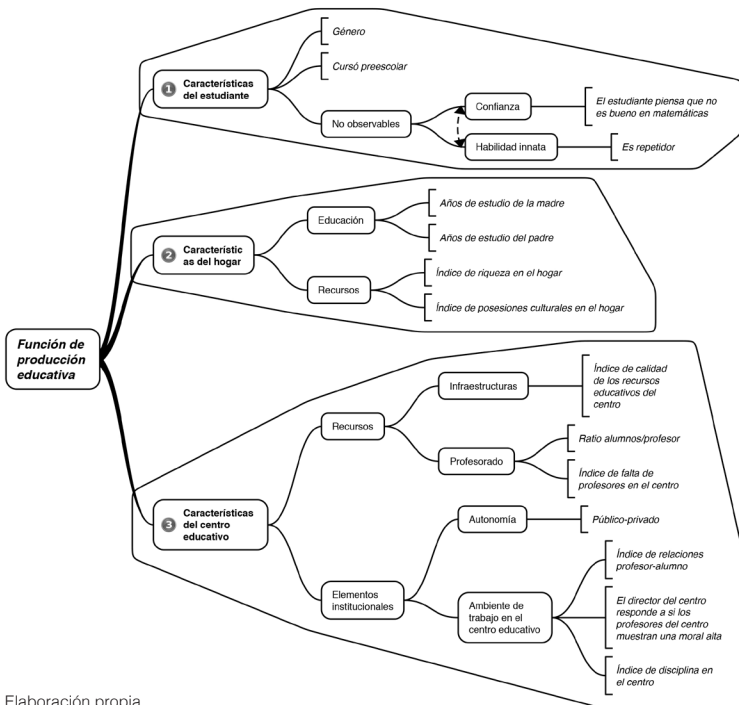 Función de
producción
educativa
1
Características
del estudiante
Género
Cursó preescolar
No observables
Confianza
El estudiante piensa que no
es bueno en matemáticas
Habilidad innata
Es repetidor
2
Característic
as del hogar
Educación
Años de estudio de la madre
Años de estudio del padre
Recursos
Índice de riqueza en el hogar
Índice de posesiones culturales en el hogar
3
Características
del centro
educativo
Recursos
Infraestructuras
Índice de calidad
de los recursos
educativos del
centro
Profesorado
Ratio alumnos/profesor
Índice de falta de
profesores en el centro
Elementos
institucionales
Autonomía
Público-privado
Ambiente de
trabajo en el
centro educativo
Índice de relaciones
profesor-alumno
El director del centro
responde a si los
profesores del centro
muestran una moral alta
Índice de disciplina en
el centro
Elaboración propia